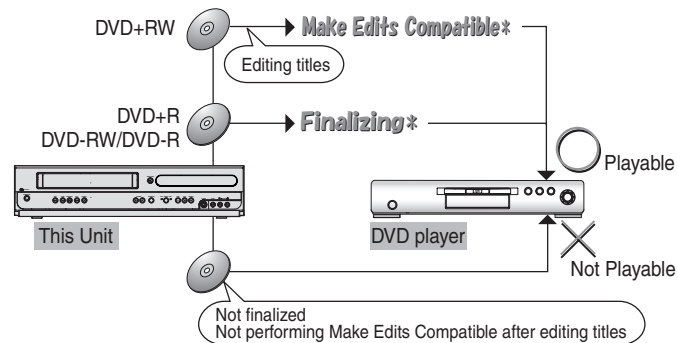 DVD+RW
Make Edits Compatible*
Editing titles
DVD+R
DVD-RW/DVD-R
Finalizing*
Playable
This Unit
DVD player
Not Playable
Not finalized
Not performing Make Edits Compatible after editing titles